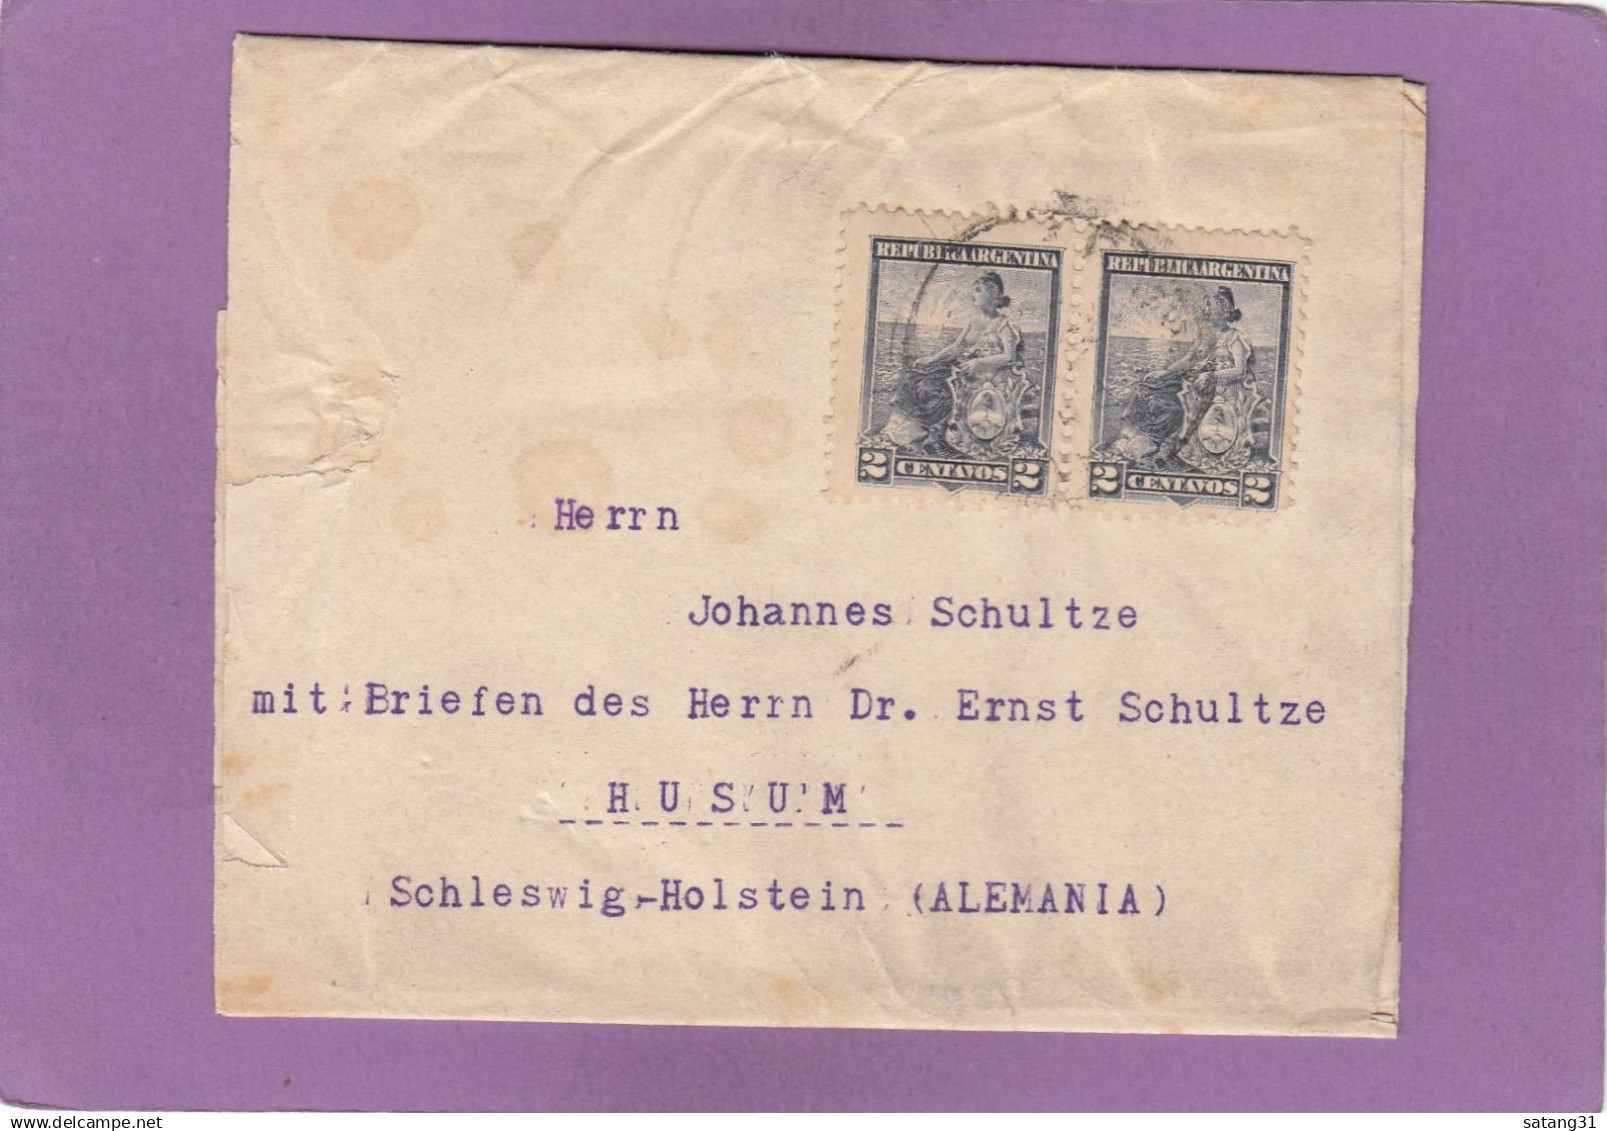 REPUBLICA ARGENTINA
2 CENTAVOS 2
REPUBLICA ARGENTINA
2 CENTAVOS 2
Herrn
Johannes Schultze
mit Briefen des Herrn Dr. Ernst Schultze
HUSUM
Schleswig-Holstein (ALEMANIA)
delcampe.net
satang31